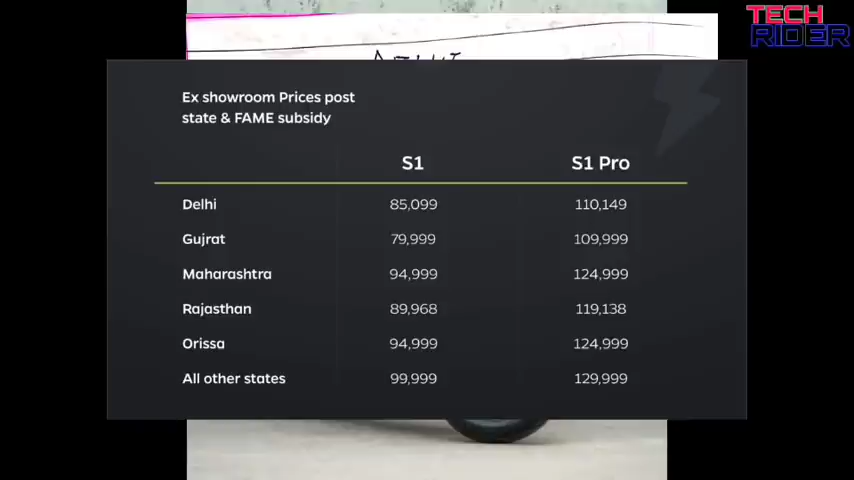 TECH
RIDER
Ex showroom Prices post
state & FAME subsidy
S1 S1 Pro
Delhi 85,099 110,149
Gujrat 79,999 109,999
Maharashtra 94,999 124,999
Rajasthan 89,968 119,138
Orissa 94,999 124,999
All other states 99,999 129,999